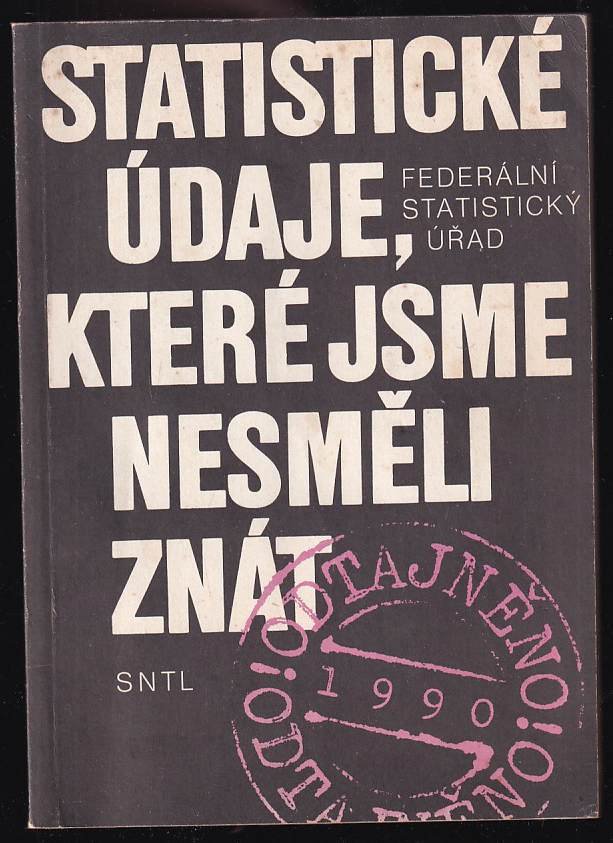 STATISTICKÉ
ÚDAJE,
FEDERÁLNÍ
STATISTICKÝ
ÚŘAD
KTERÉ JSME
NESMĚLI
ZNÁT
SNTL
ODTAJNĚNO!
1990